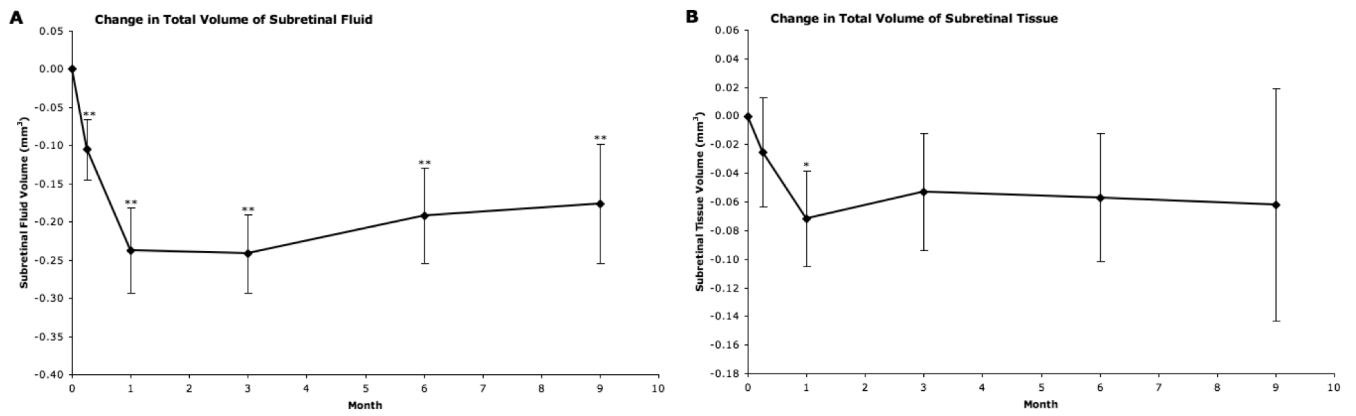 A
Change in Total Volume of Subretinal Fluid
Subretinal Fluid Volume (mm³)
0.05
0.00
-0.05
-0.10
-0.15
-0.20
-0.25
-0.30
-0.35
-0.40
**
**
**
**
**
0 1 2 3 4 5 6 7 8 9 10
Month
B
Change in Total Volume of Subretinal Tissue
Subretinal Tissue Volume (mm³)
0.06
0.04
0.02
0.00
-0.02
-0.04
-0.06
-0.08
-0.10
-0.12
-0.14
-0.16
-0.18
*
0 1 2 3 4 5 6 7 8 9 10
Month